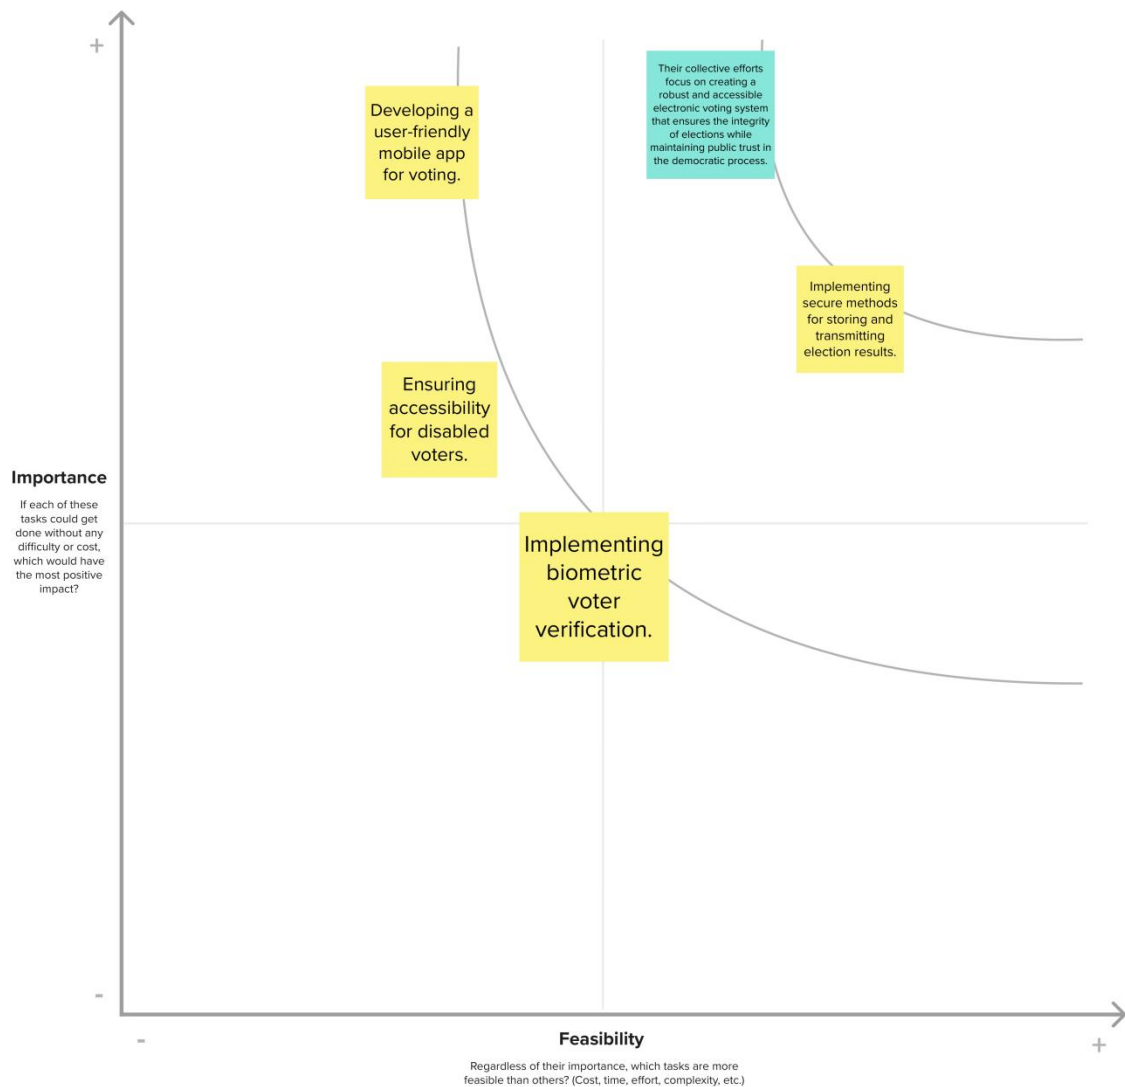 +
Developing a
user-friendly
mobile app
for voting.
Their collective efforts
focus on creating a
robust and accessible
electronic voting system
that ensures the integrity
of elections while
maintaining public trust in
the democratic process.
Implementing
secure methods
for storing and
transmitting
election results.
Ensuring
accessibility
for disabled
voters.
Importance
If each of these
tasks could get
done without any
difficulty or cost,
which would have
the most positive
impact?
Implementing
biometric
voter
verification.
-
-
Feasibility
+
Regardless of their importance, which tasks are more
feasible than others? (Cost, time, effort, complexity, etc.)